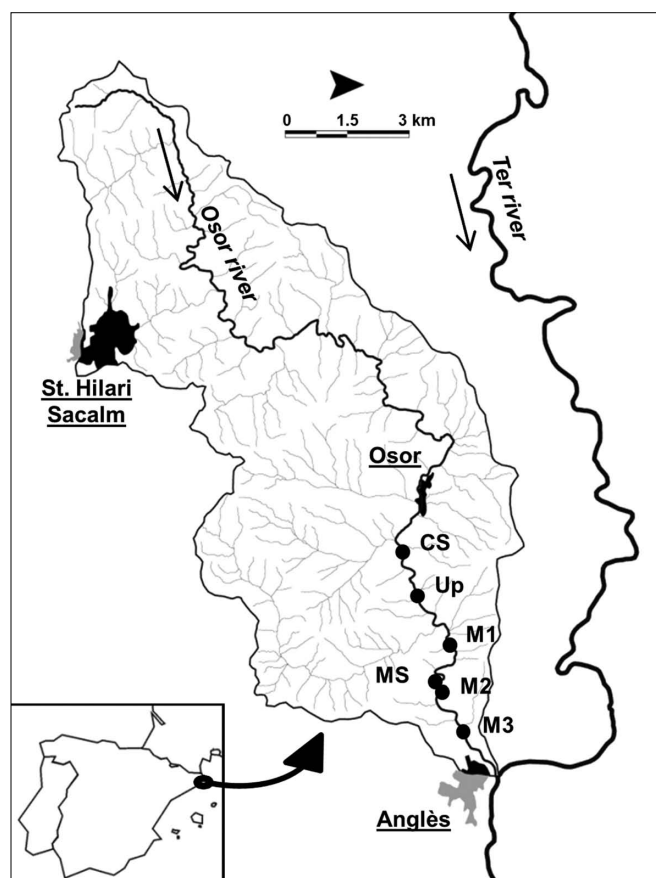 0 1.5 3 km
Ter river
Osor river
St. Hilari
Sacalm
Osor
CS
Up
M1
MS
M2
M3
Anglès